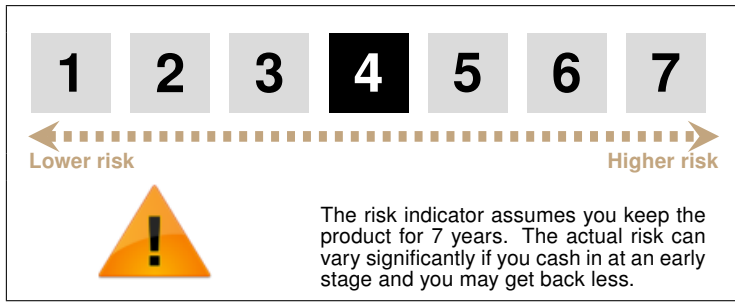 1 2 3 4 5 6 7
Lower risk Higher risk
!
The risk indicator assumes you keep the
product for 7 years. The actual risk can
vary significantly if you cash in at an early
stage and you may get back less.